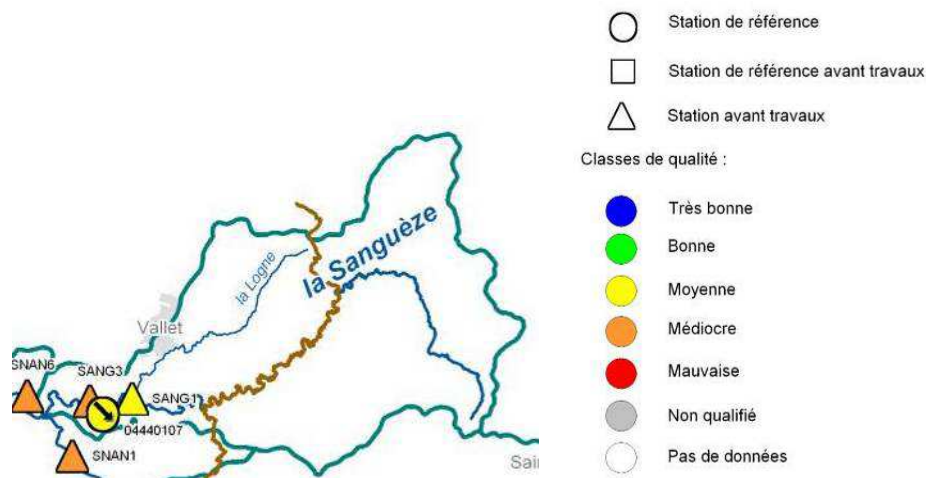 Station de référence
Station de référence avant travaux
Station avant travaux
Classes de qualité :
Très bonne
Bonne
Moyenne
Médiocre
Mauvaise
Non qualifié
Pas de données
la Sanguèze
la Logne
Vallet
SNAN6
SANG3
SANG1
04440107
SNAN1